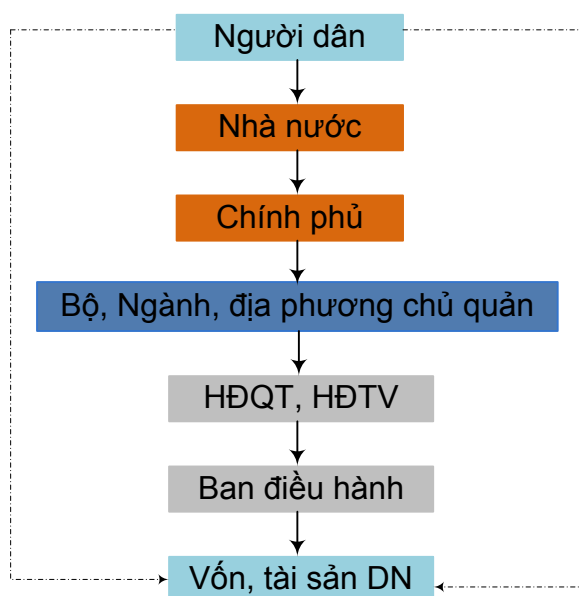 Người dân
Nhà nước
Chính phủ
Bộ, Ngành, địa phương chủ quản
HĐQT, HĐTV
Ban điều hành
Vốn, tài sản DN